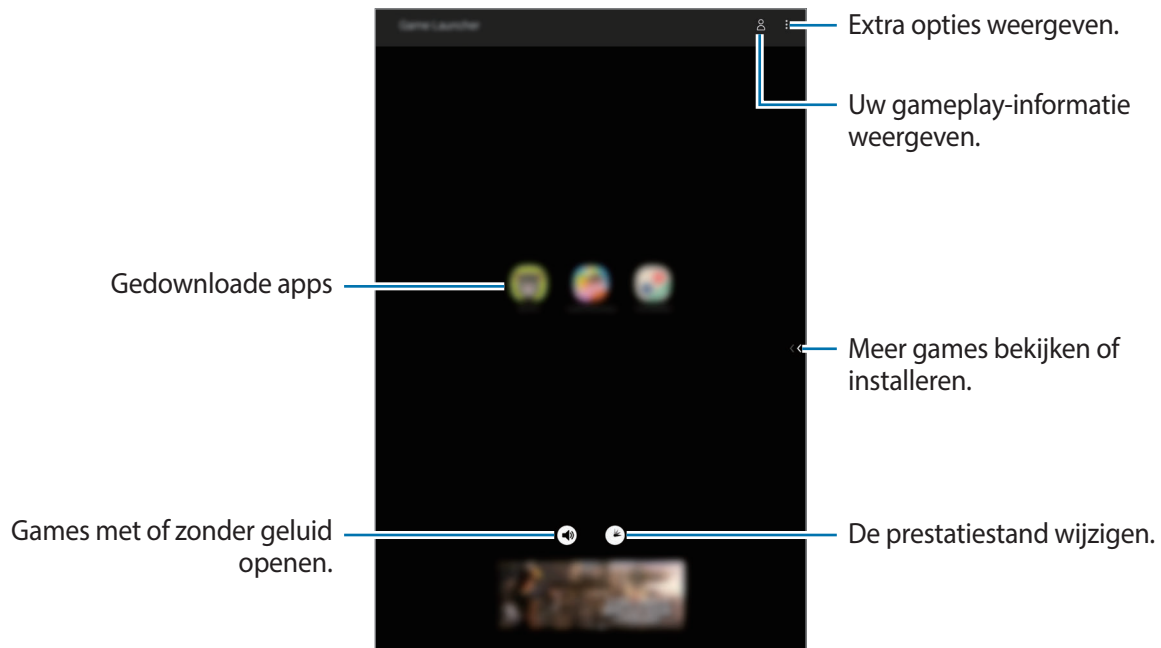 Game Launcher
Extra opties weergeven.
Uw gameplay-informatie
weergeven.
Gedownloade apps
Meer games bekijken of
installeren.
Games met of zonder geluid
openen.
De prestatiestand wijzigen.